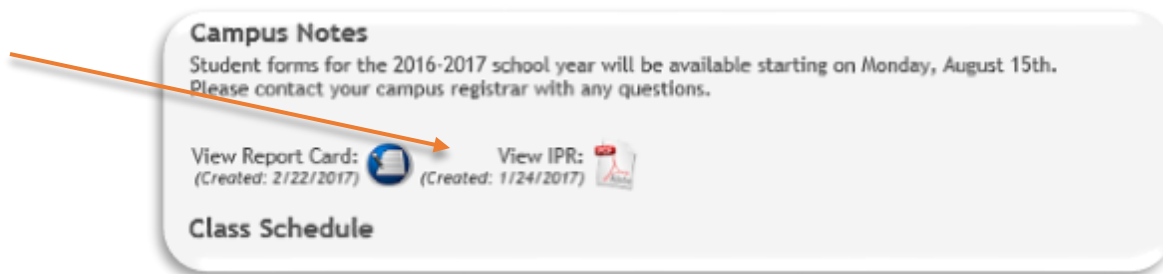 Campus Notes
Student forms for the 2016-2017 school year will be available starting on Monday, August 15th.
Please contact your campus registrar with any questions.
View Report Card: View IPR: PDF
(Created: 2/22/2017) (Created: 1/24/2017) Adobe
Class Schedule